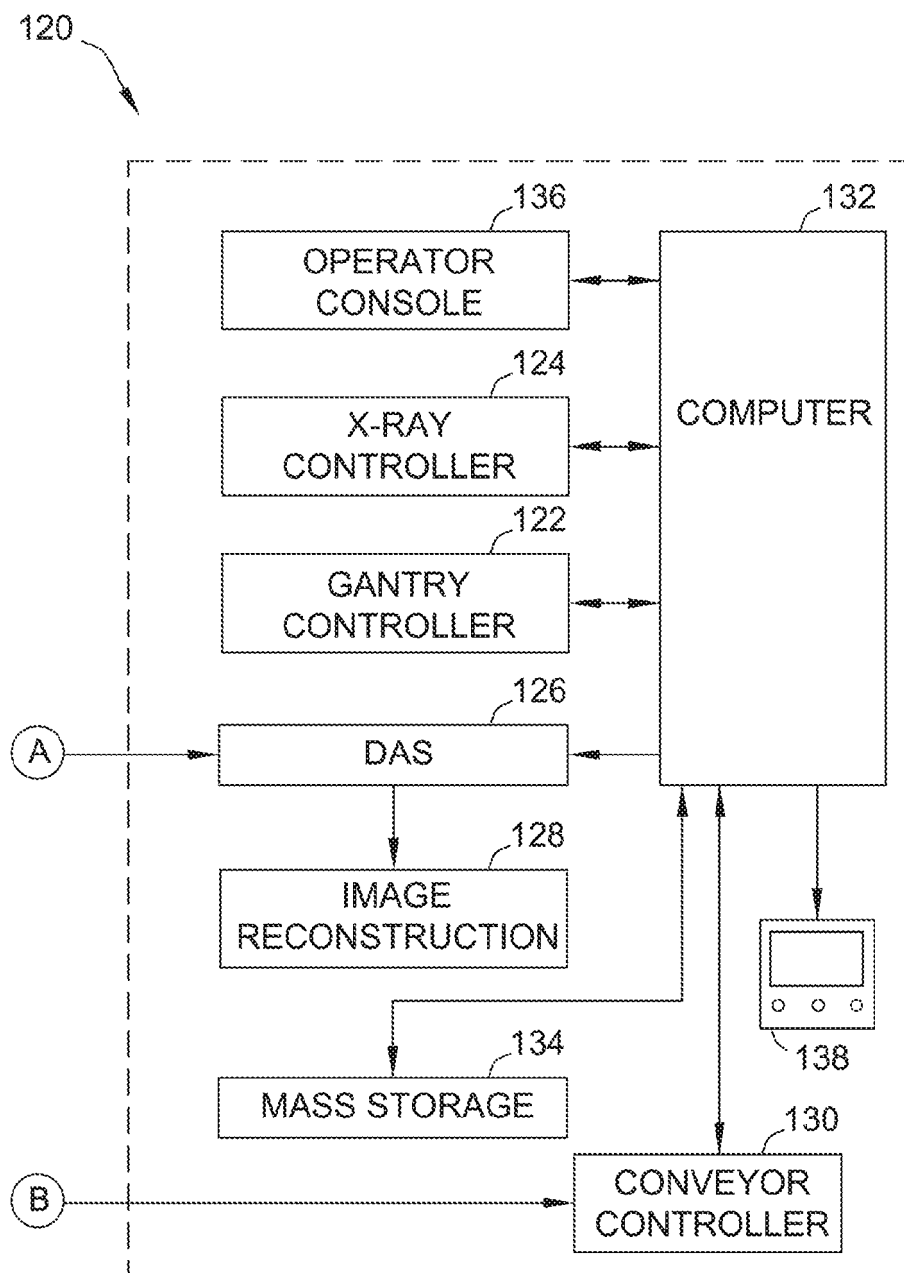 120
136
132
OPERATOR
CONSOLE
124
X-RAY
CONTROLLER
COMPUTER
122
GANTRY
CONTROLLER
126
A
DAS
128
IMAGE
RECONSTRUCTION
134
138
MASS STORAGE
130
B
CONVEYOR
CONTROLLER